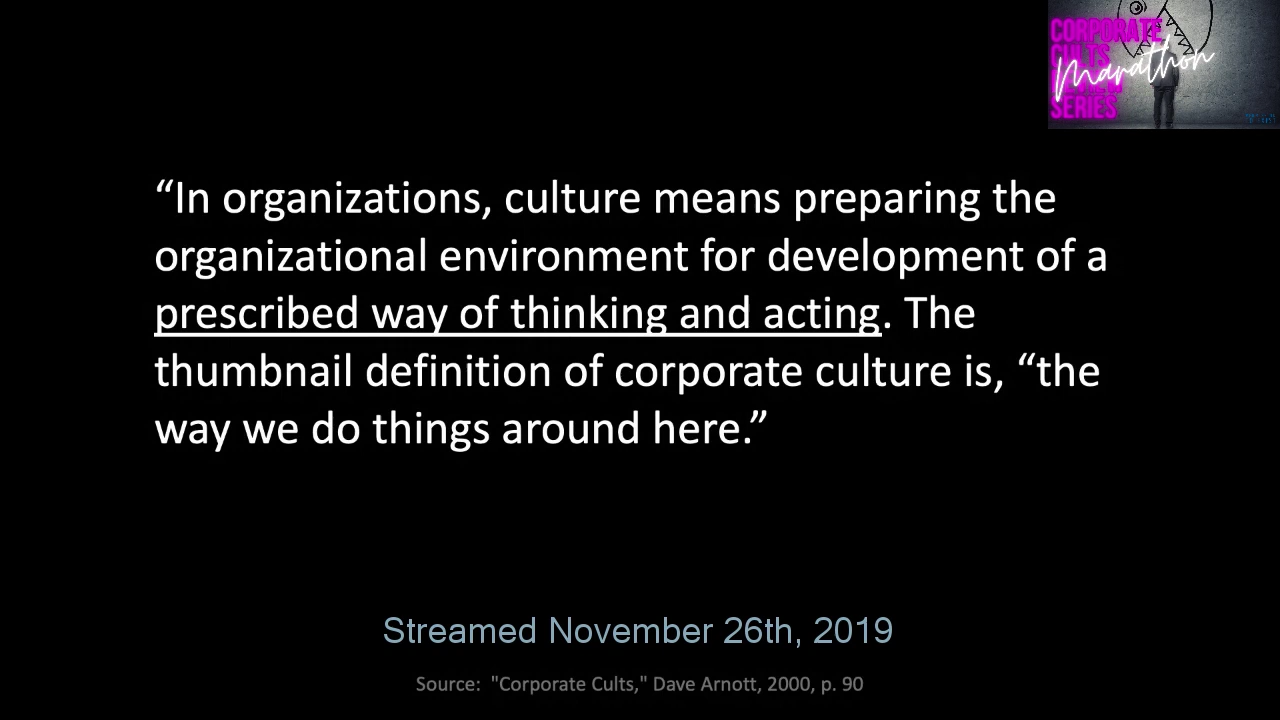 CORPORATE
CULTS
Marathon
SERIES
“In organizations, culture means preparing the
organizational environment for development of a
prescribed way of thinking and acting. The
thumbnail definition of corporate culture is, “the
way we do things around here.”
Streamed November 26th, 2019
Source: "Corporate Cults," Dave Arnott, 2000, p. 90